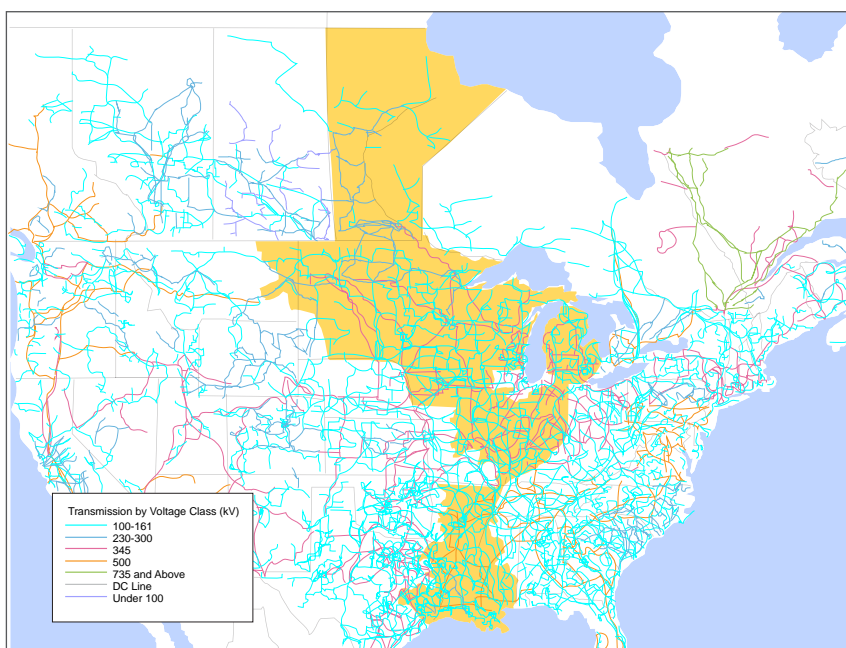 Transmission by Voltage Class (kV)
100-161
230-300
345
500
735 and Above
DC Line
Under 100